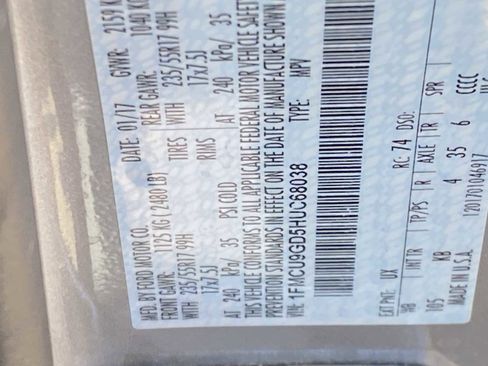 MFD. BY FORD MOTOR CO.
DATE: 01/17 GVWR: 2159 K
FRONT GAWR: 1125 KG (2480 LB) REAR GAWR: 1040 KG
235/55R17 99H TIRES WITH 235/55R17 99H
17x7.5J RIMS 17x7.5J
AT 240 kPa/ 35 PSI COLD AT 240 kPa/ 35
THIS VEHICLE CONFORMS TO ALL APPLICABLE FEDERAL MOTOR VEHICLE SAFETY
PREVENTION STANDARDS IN EFFECT ON THE DATE OF MANUFACTURE SHOWN
VIN: 1FMCU9GD5HUC68038 TYPE: MPV
EXT PNT: UX RC: 74 DSO:
WB INT TR TP/PS R AXLE TR SPR
105 KB 4 35 6 CCCC
MADE IN U.S.A. 1201701046917